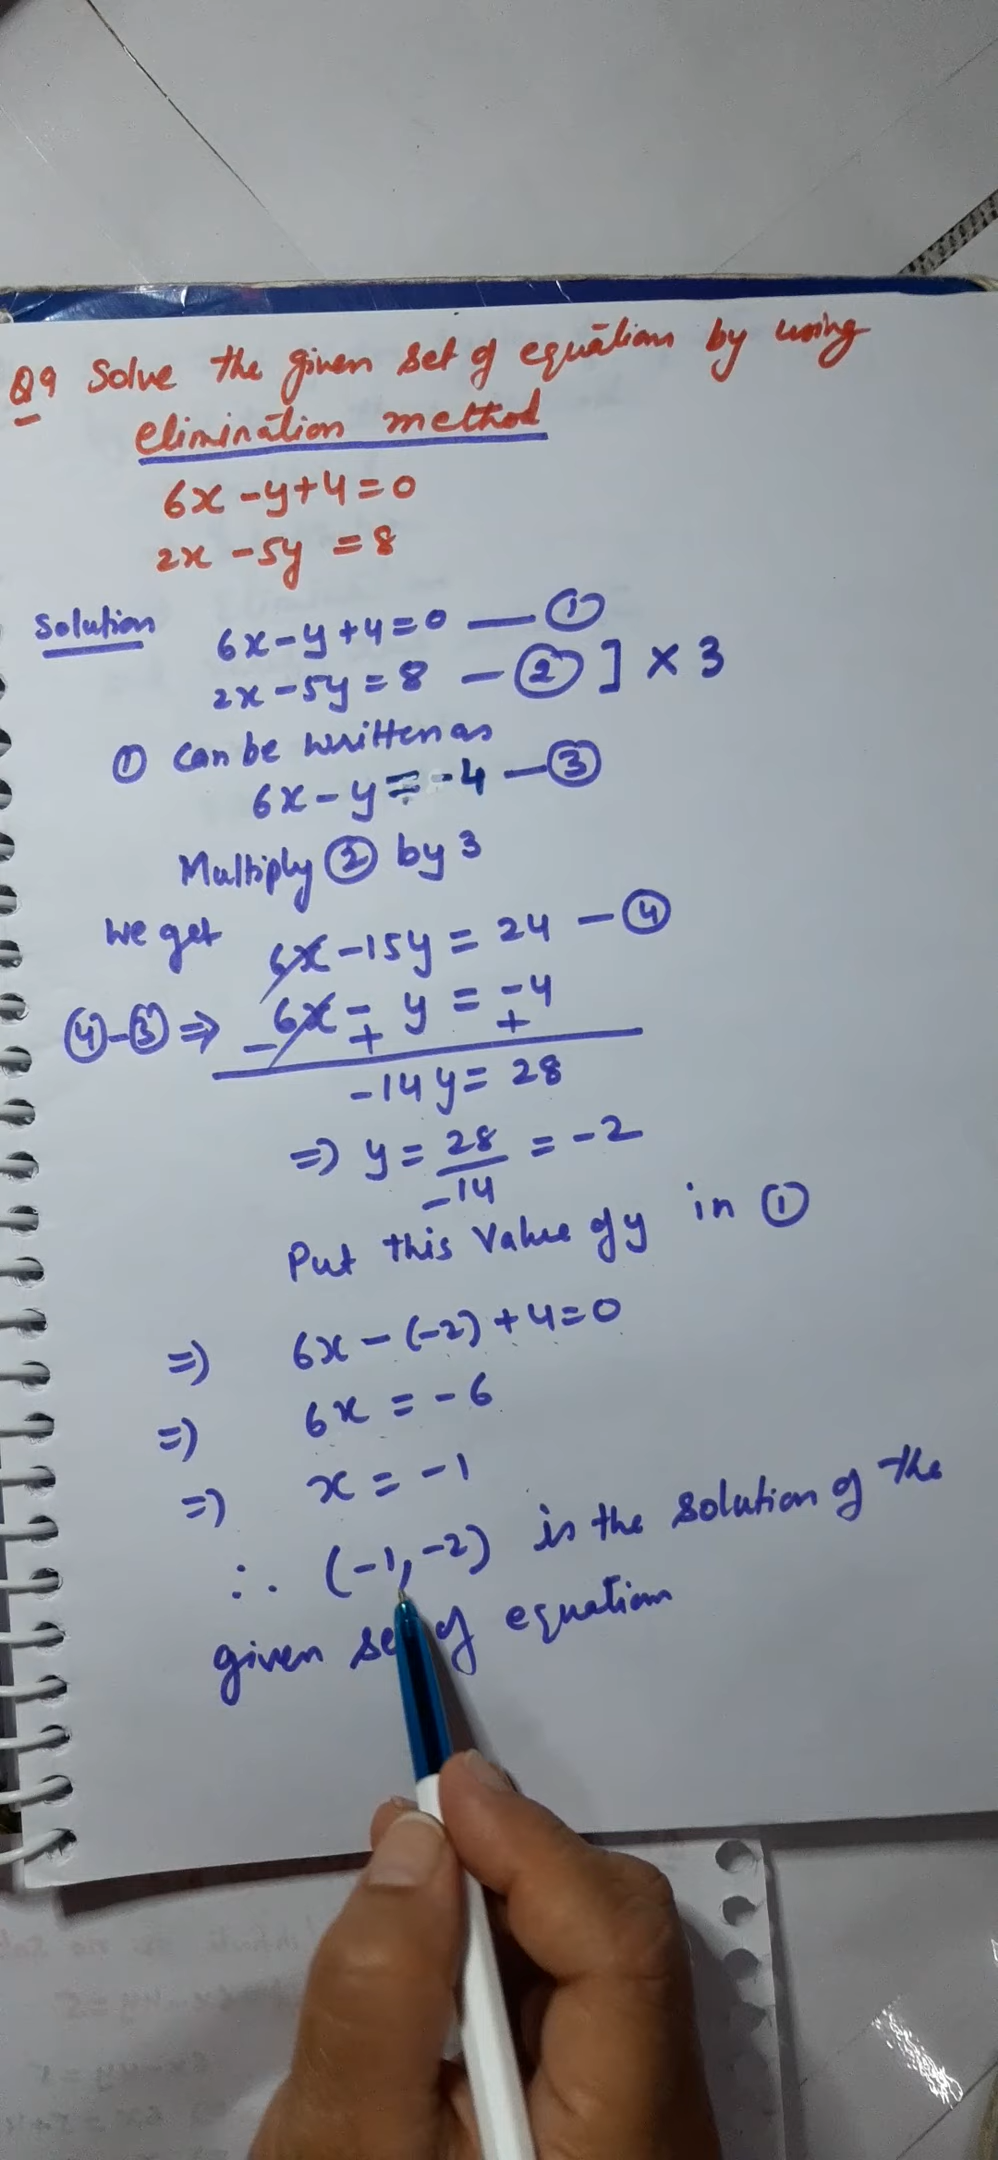 Q9 Solve the given set of equations by using
elimination method
6x-y+4=0
2x-5y=8
Solution 6x-y+4=0 — ①
2x-5y=8 — ② ] × 3
① can be written as
6x-y=-4 — ③
Multiply ② by 3
We get 6x-15y=24 — ④
④-③ ⇒ 6x-y=-4
- + +
-14y=28
⇒ y=28/-14=-2
Put this value of y in ①
⇒ 6x-(-2)+4=0
⇒ 6x=-6
⇒ x=-1
∴ (-1,-2) is the solution of the
given set of equation